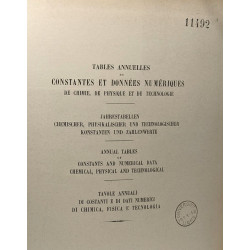 11492
TABLES ANNUELLES
DE
CONSTANTES ET DONNÉES NUMÉRIQUES
DE CHIMIE, DE PHYSIQUE ET DE TECHNOLOGIE
JAHRESTABELLEN
CHEMISCHER, PHYSIKALISCHER UND TECHNOLOGISCHER
KONSTANTEN UND ZAHLENWERTE
ANNUAL TABLES
OF
CONSTANTS AND NUMERICAL DATA
CHEMICAL, PHYSICAL AND TECHNOLOGICAL
TAVOLE ANNUALI
DI COSTANTI E DI DATI NUMERICI
DI CHIMICA, FISICA E TECNOLOGIA